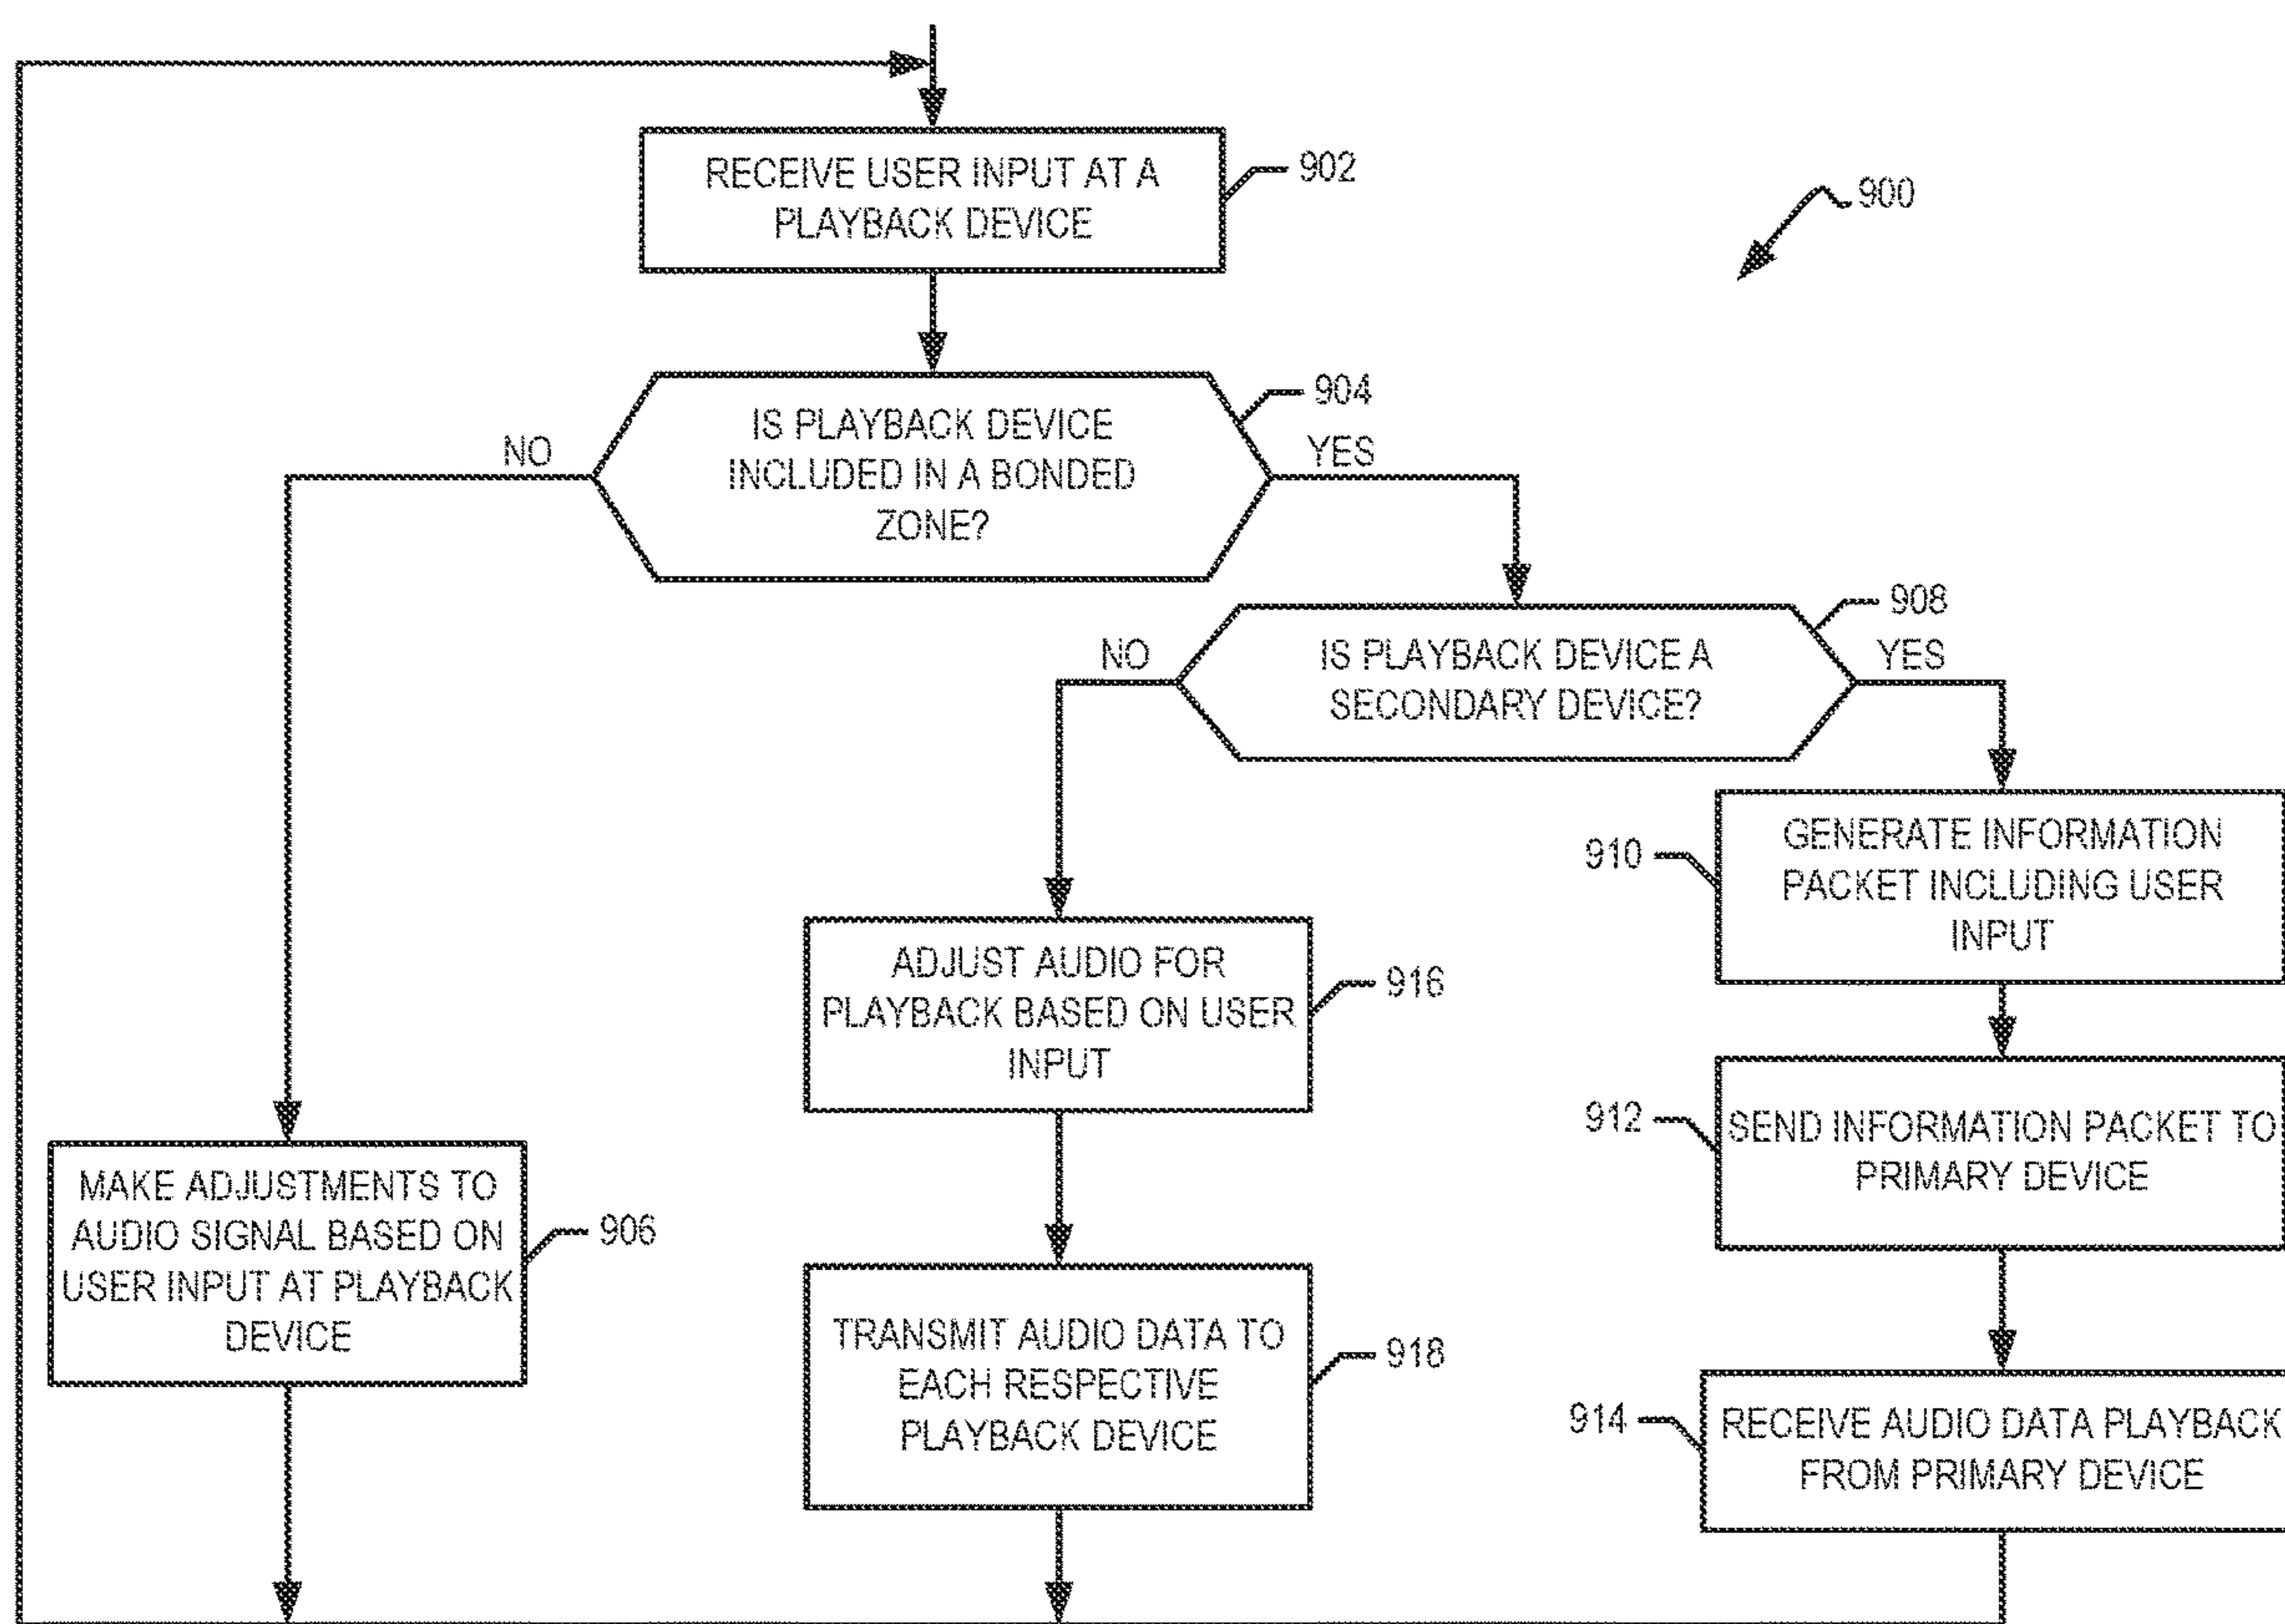 RECEIVE USER INPUT AT A
PLAYBACK DEVICE
902
900
IS PLAYBACK DEVICE
INCLUDED IN A BONDED
ZONE?
904
NO
YES
IS PLAYBACK DEVICE A
SECONDARY DEVICE?
908
NO
YES
GENERATE INFORMATION
PACKET INCLUDING USER
INPUT
910
ADJUST AUDIO FOR
PLAYBACK BASED ON USER
INPUT
916
SEND INFORMATION PACKET TO
PRIMARY DEVICE
912
MAKE ADJUSTMENTS TO
AUDIO SIGNAL BASED ON
USER INPUT AT PLAYBACK
DEVICE
906
TRANSMIT AUDIO DATA TO
EACH RESPECTIVE
PLAYBACK DEVICE
918
RECEIVE AUDIO DATA PLAYBACK
FROM PRIMARY DEVICE
914